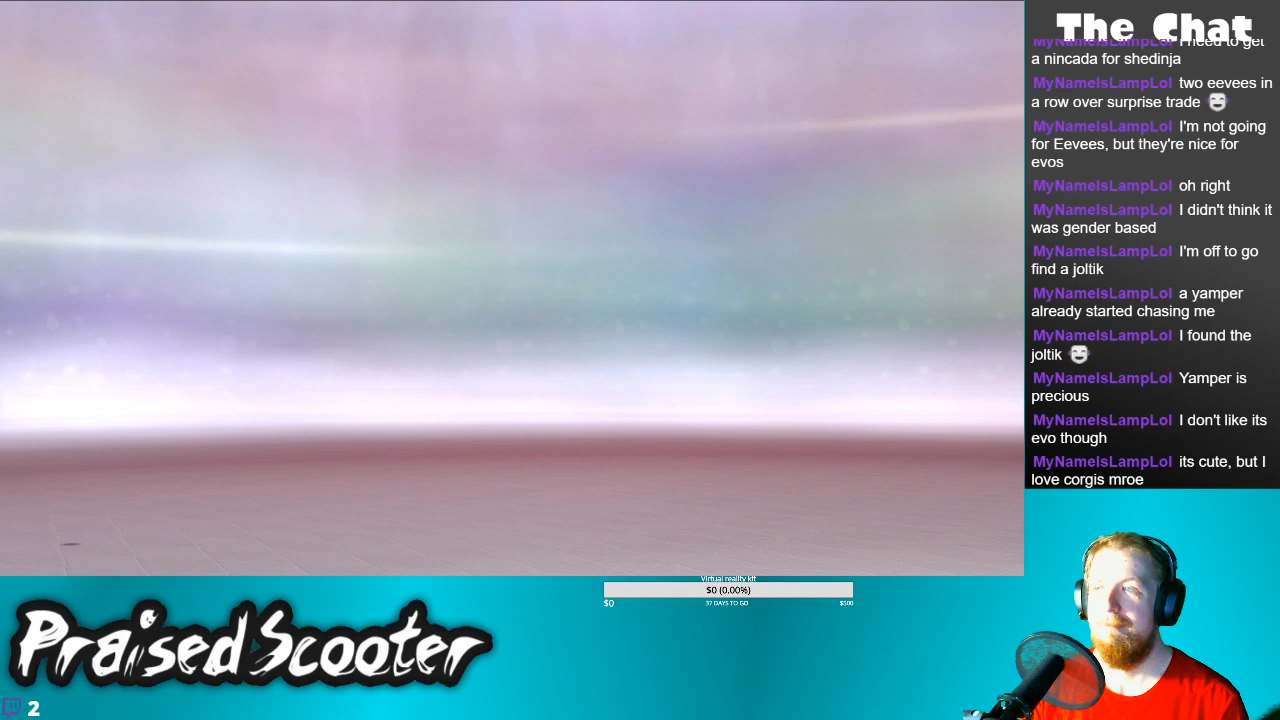 The Chat
MyNameIsLampLol I need to get
a nincada for shedinja
MyNameIsLampLol two eevees in
a row over surprise trade
MyNameIsLampLol I'm not going
for Eevees, but they're nice for
evos
MyNameIsLampLol oh right
MyNameIsLampLol I didn't think it
was gender based
MyNameIsLampLol I'm off to go
find a joltik
MyNameIsLampLol a yamper
already started chasing me
MyNameIsLampLol I found the
joltik
MyNameIsLampLol Yamper is
precious
MyNameIsLampLol I don't like its
evo though
MyNameIsLampLol its cute, but I
love corgis mroe
Virtual reality kit
$0 (0.00%)
$0 37 DAYS TO GO $500
Praised Scooter
2